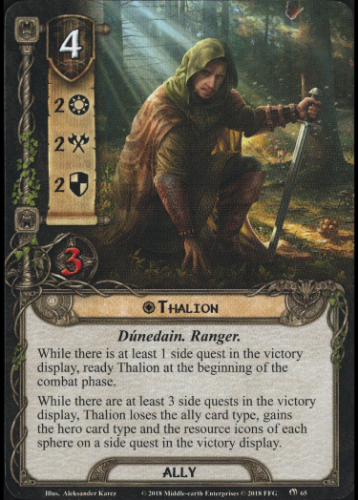 4
2
2
2
3
THALION
Dúnedain. Ranger.
While there is at least 1 side quest in the victory
display, ready Thalion at the beginning of the
combat phase.
While there are at least 3 side quests in the victory
display, Thalion loses the ally card type, gains
the hero card type and the resource icons of each
sphere on a side quest in the victory display.
ALLY
Illus. Aleksander Karcz © 2018 Middle-earth Enterprises © 2018 FFG 65